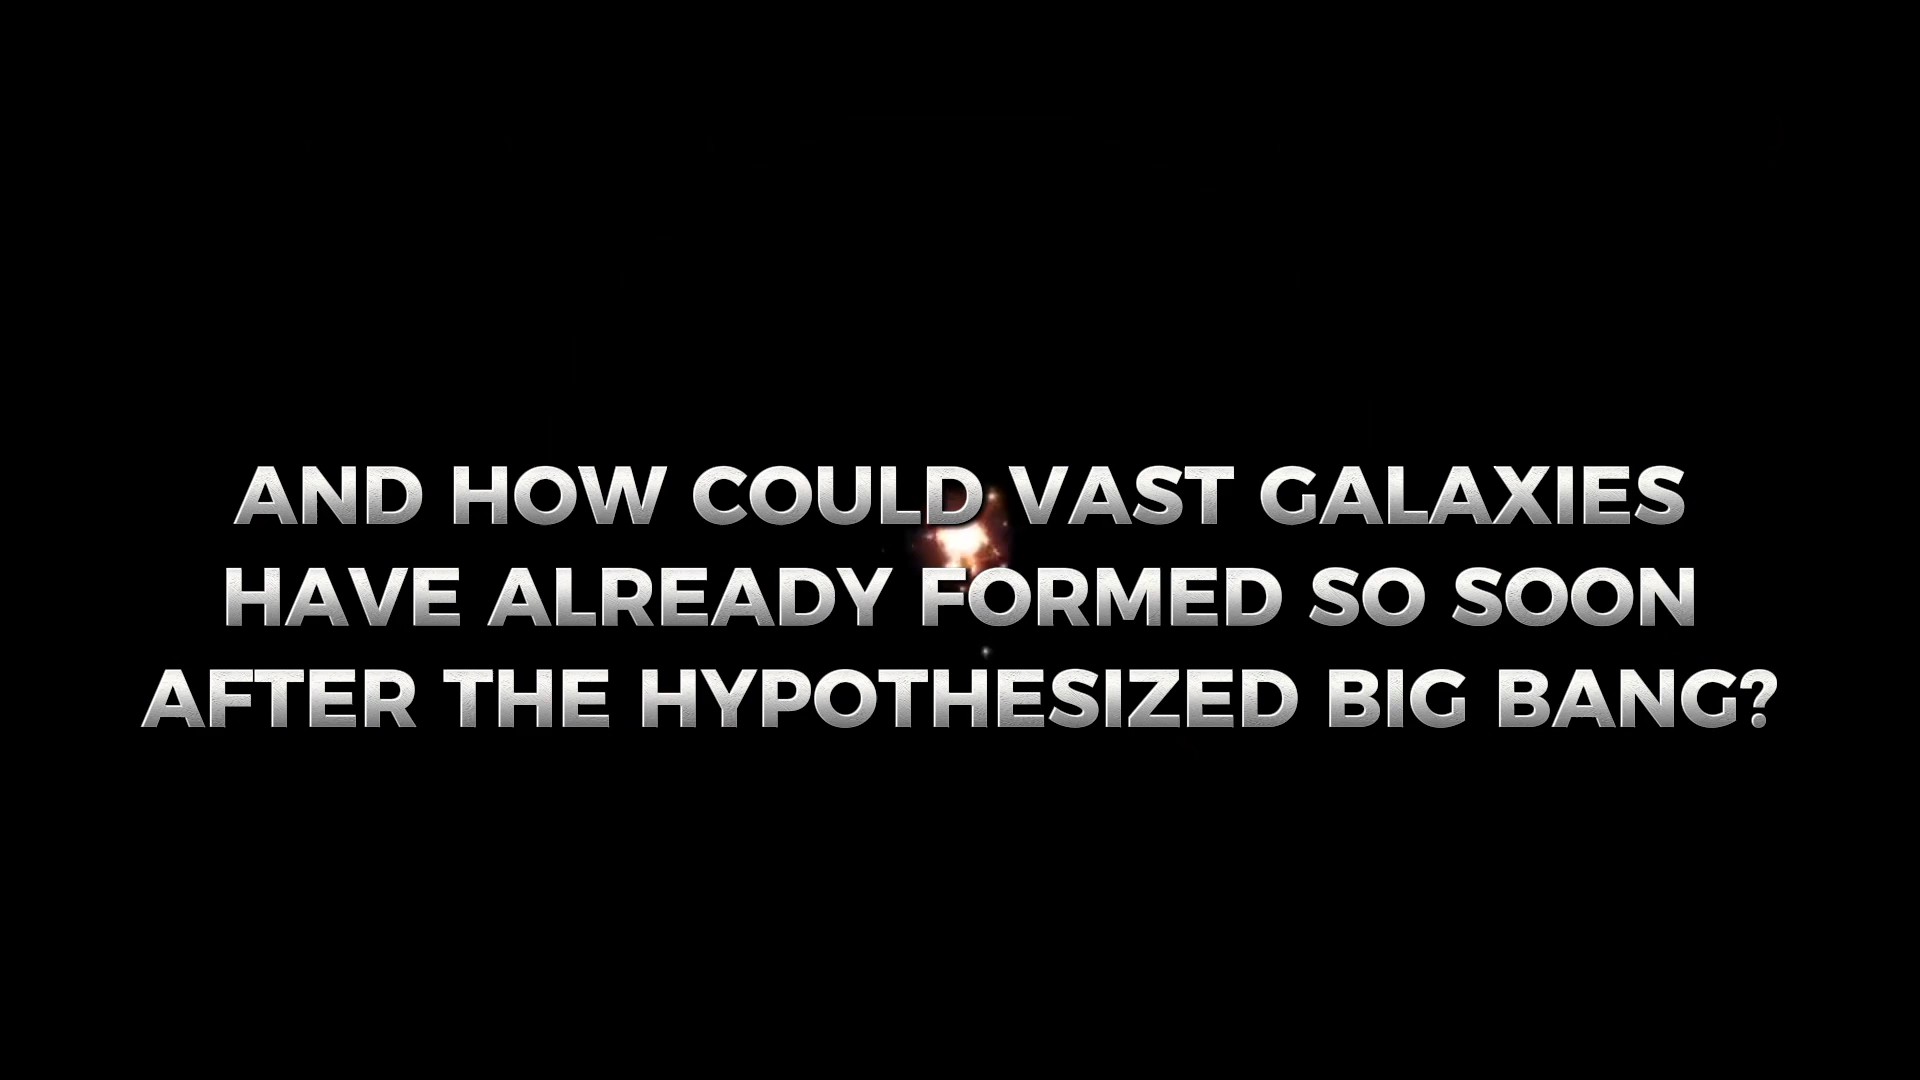 AND HOW COULD VAST GALAXIES
HAVE ALREADY FORMED SO SOON
AFTER THE HYPOTHESIZED BIG BANG?